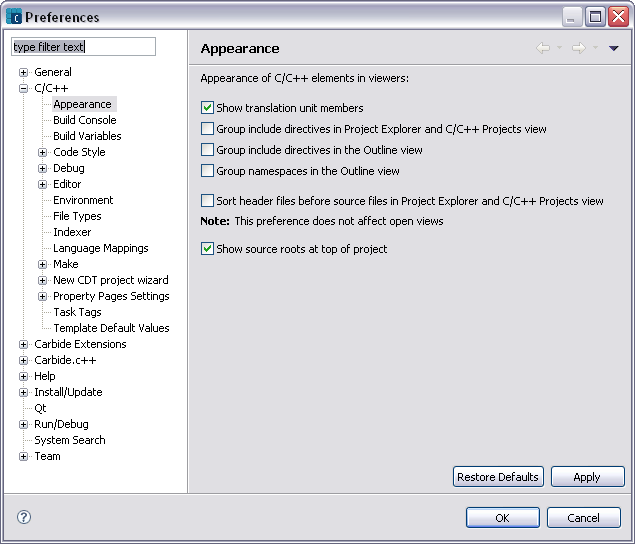 Preferences
type filter text
General
C/C++
Appearance
Build Console
Build Variables
Code Style
Debug
Editor
Environment
File Types
Indexer
Language Mappings
Make
New CDT project wizard
Property Pages Settings
Task Tags
Template Default Values
Carbide Extensions
Carbide.c++
Help
Install/Update
Qt
Run/Debug
System Search
Team
Appearance
Appearance of C/C++ elements in viewers:
Show translation unit members
Group include directives in Project Explorer and C/C++ Projects view
Group include directives in the Outline view
Group namespaces in the Outline view
Sort header files before source files in Project Explorer and C/C++ Projects view
Note: This preference does not affect open views
Show source roots at top of project
Restore Defaults
Apply
OK
Cancel